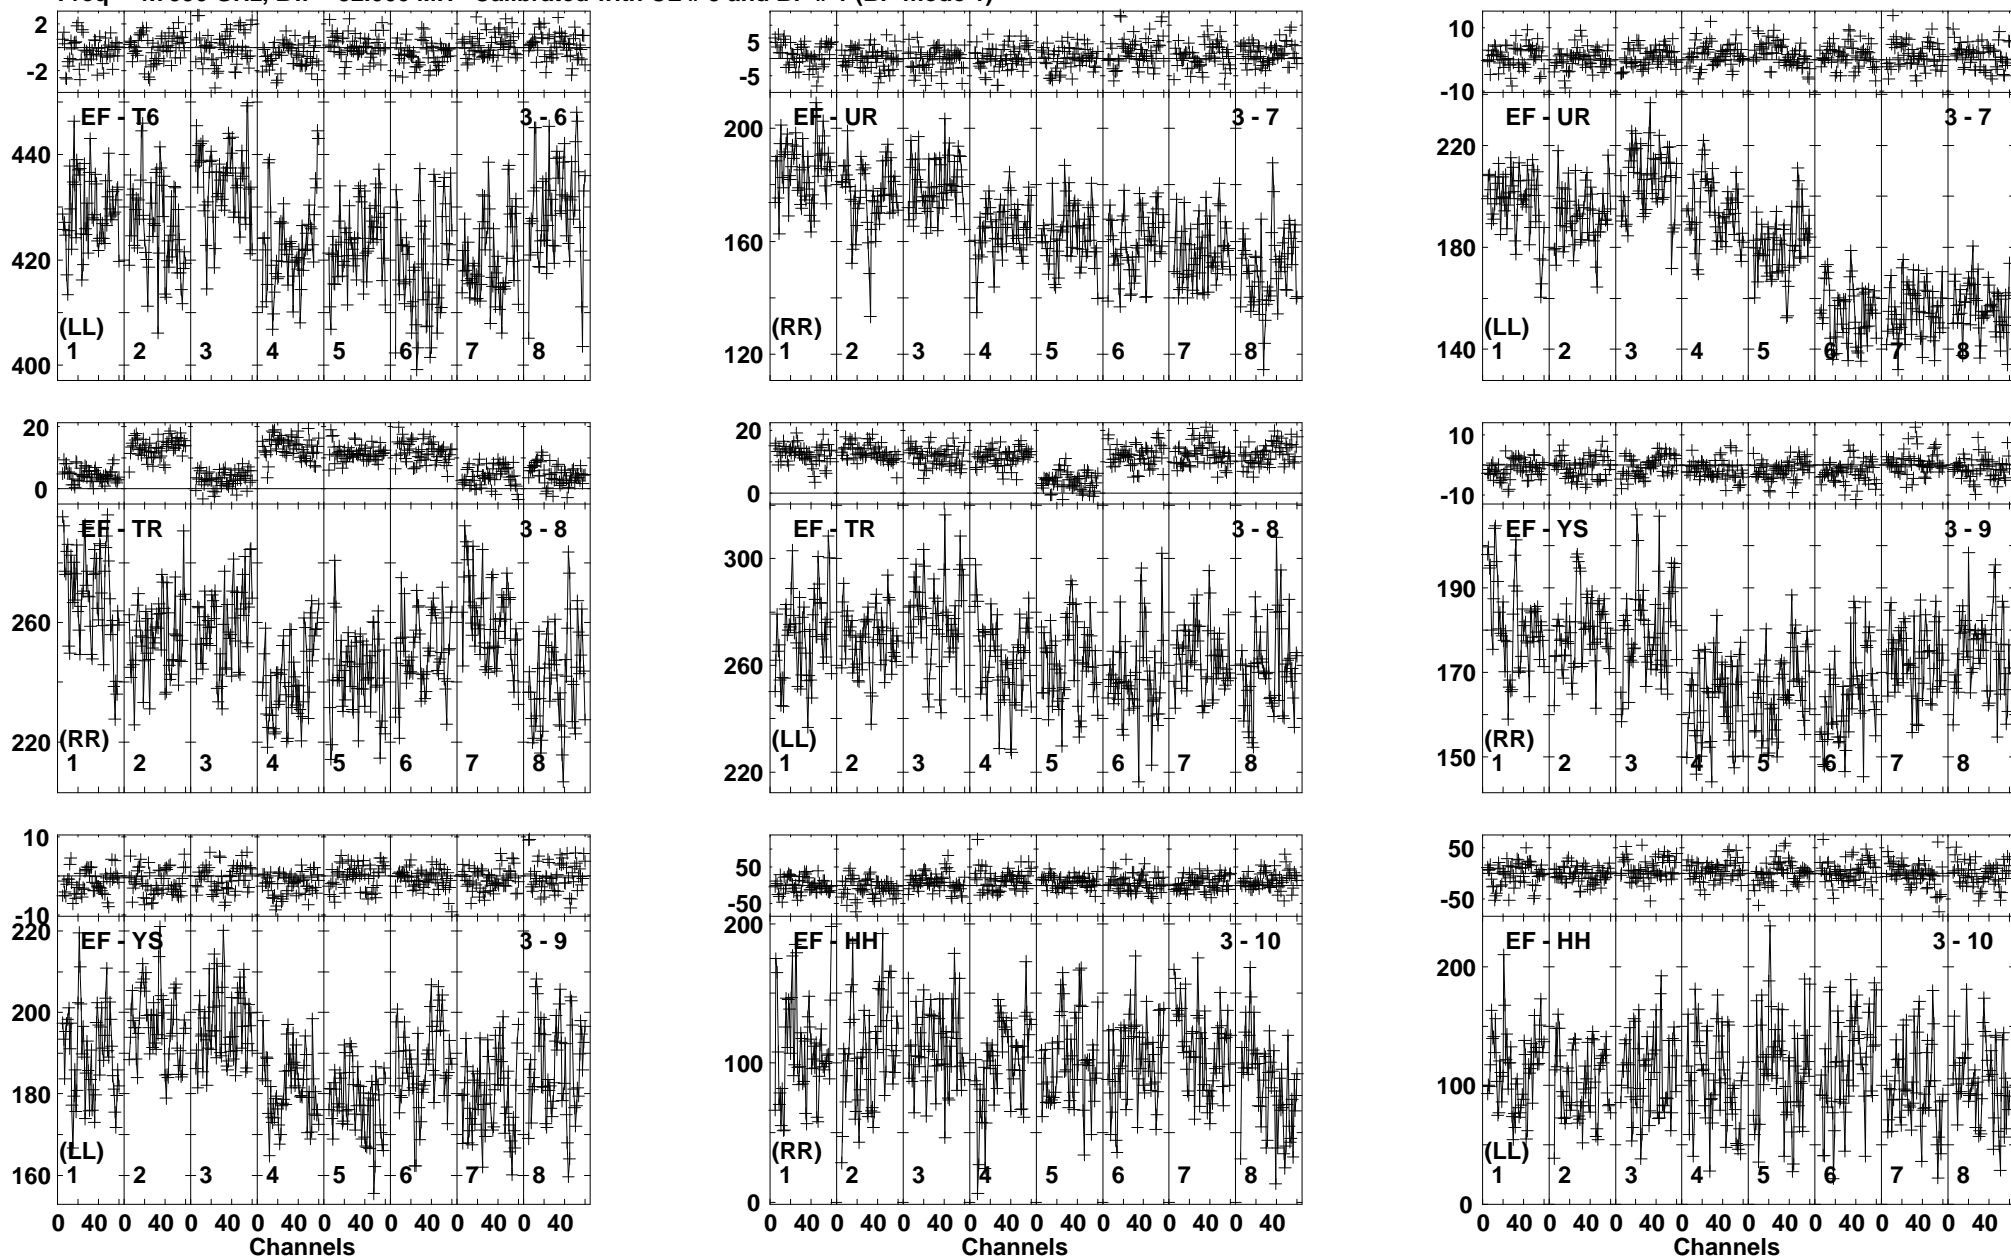 2
-2
EF - T6 3 - 6
440
420
400
(LL)
1 2 3 4 5 6 7 8
5
-5
EF - UR 3 - 7
200
160
120
(RR)
1 2 3 4 5 6 7 8
10
-10
EF - UR 3 - 7
220
180
140
(LL)
1 2 3 4 5 6 7 8
20
0
EF - TR 3 - 8
260
220
(RR)
1 2 3 4 5 6 7 8
20
0
EF - TR 3 - 8
300
260
220
(LL)
1 2 3 4 5 6 7 8
10
-10
EF - YS 3 - 9
190
170
150
(RR)
1 2 3 4 5 6 7 8
10
-10
EF - YS 3 - 9
220
200
180
160
(LL)
1 2 3 4 5 6 7 8
0 40 0 40 0 40 0 40 0 40 0 40 0 40 0 40
Channels
50
-50
EF - HH 3 - 10
200
100
0
(RR)
1 2 3 4 5 6 7 8
0 40 0 40 0 40 0 40 0 40 0 40 0 40 0 40
Channels
50
-50
EF - HH 3 - 10
200
100
0
(LL)
1 2 3 4 5 6 7 8
0 40 0 40 0 40 0 40 0 40 0 40 0 40 0 40
Channels